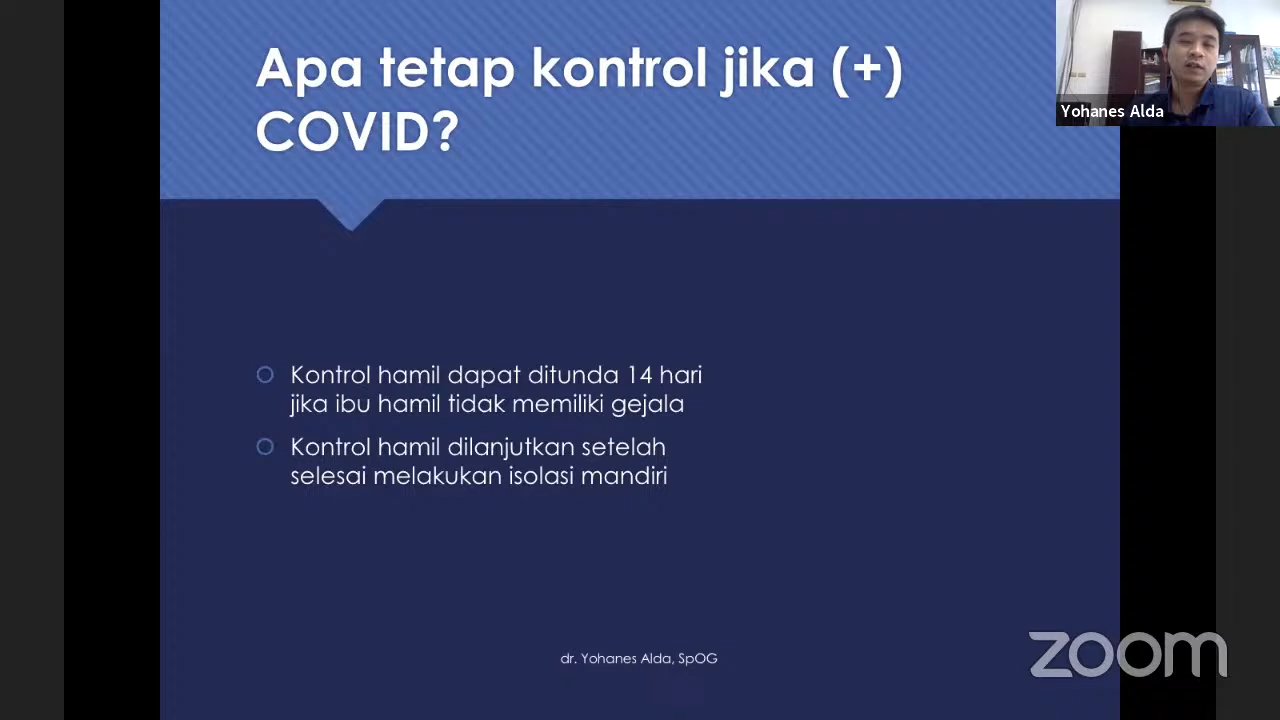 Apa tetap kontrol jika (+)
COVID?
Yohanes Alda
Kontrol hamil dapat ditunda 14 hari
jika ibu hamil tidak memiliki gejala
Kontrol hamil dilanjutkan setelah
selesai melakukan isolasi mandiri
dr. Yohanes Alda, SpOG
zoom